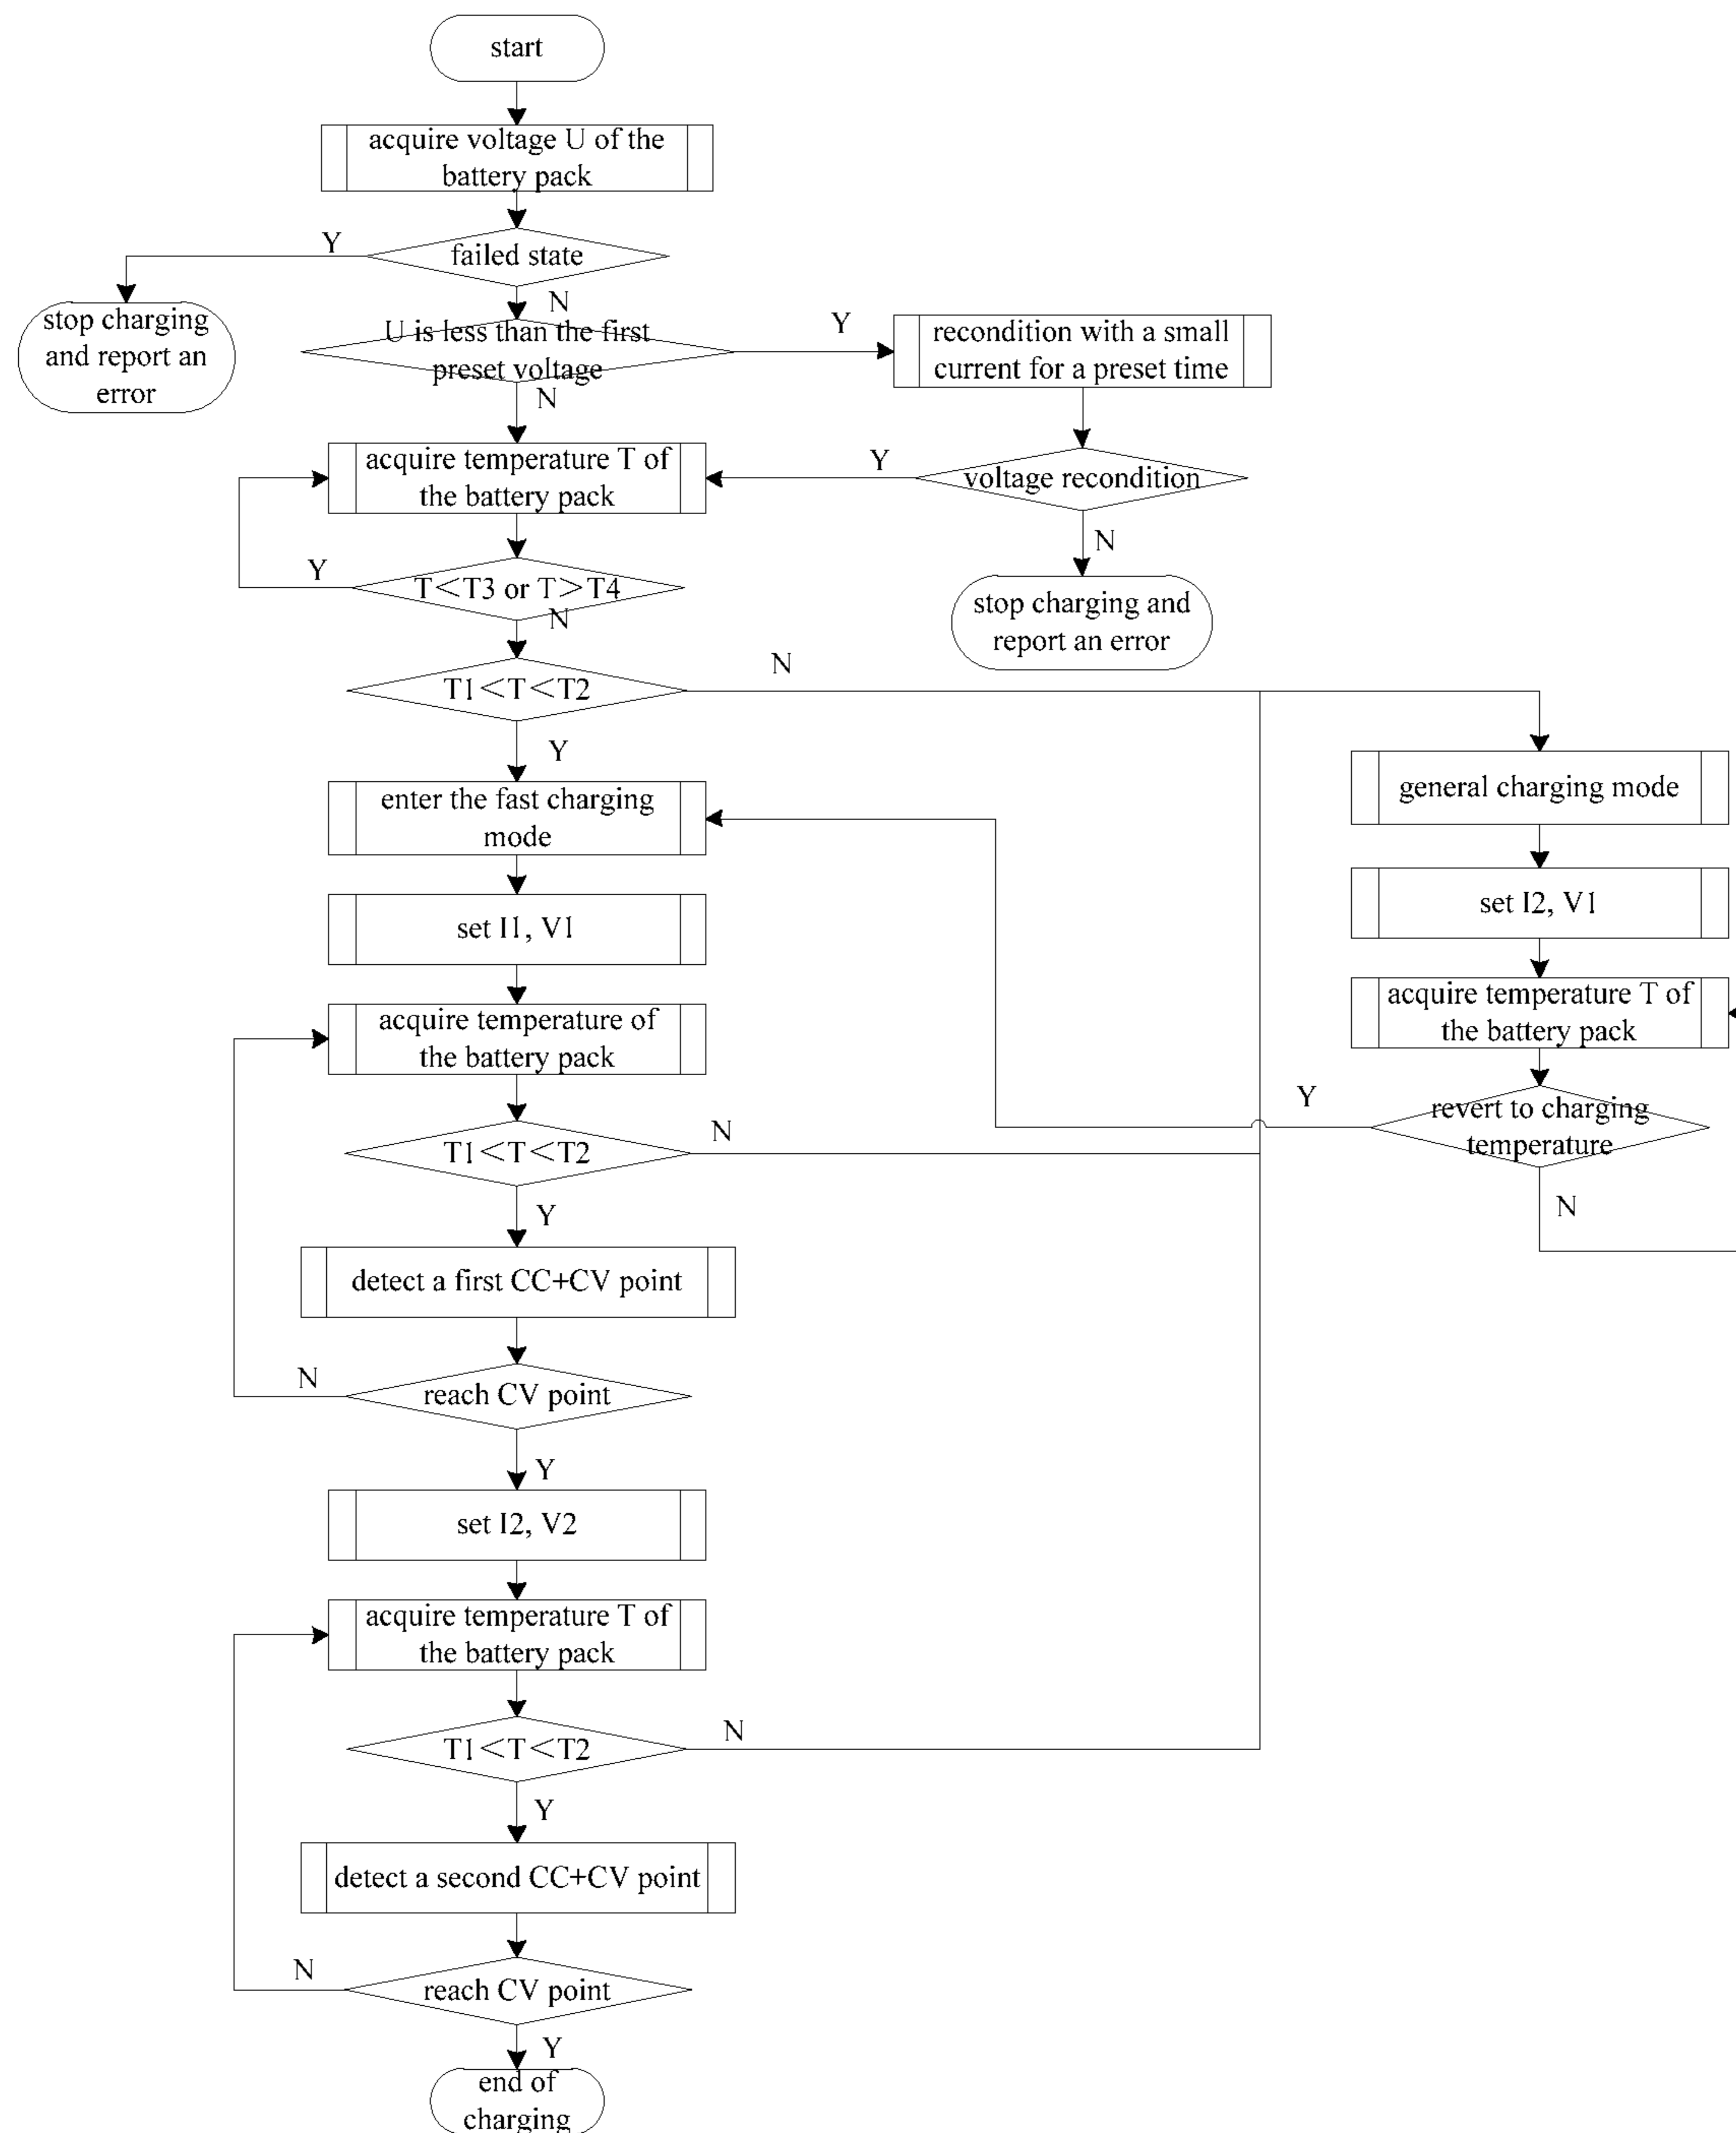 start
acquire voltage U of the
battery pack
Y
failed state
N
stop charging
and report an
error
U is less than the first
preset voltage
Y
recondition with a small
current for a preset time
N
acquire temperature T of
the battery pack
Y
voltage recondition
N
Y
T<T3 or T>T4
N
stop charging and
report an error
T1<T<T2
N
Y
enter the fast charging
mode
general charging mode
set I1, V1
set I2, V1
acquire temperature of
the battery pack
acquire temperature T of
the battery pack
Y
revert to charging
temperature
N
T1<T<T2
N
Y
detect a first CC+CV point
N
reach CV point
Y
set I2, V2
acquire temperature T of
the battery pack
T1<T<T2
N
Y
detect a second CC+CV point
N
reach CV point
Y
end of
charging